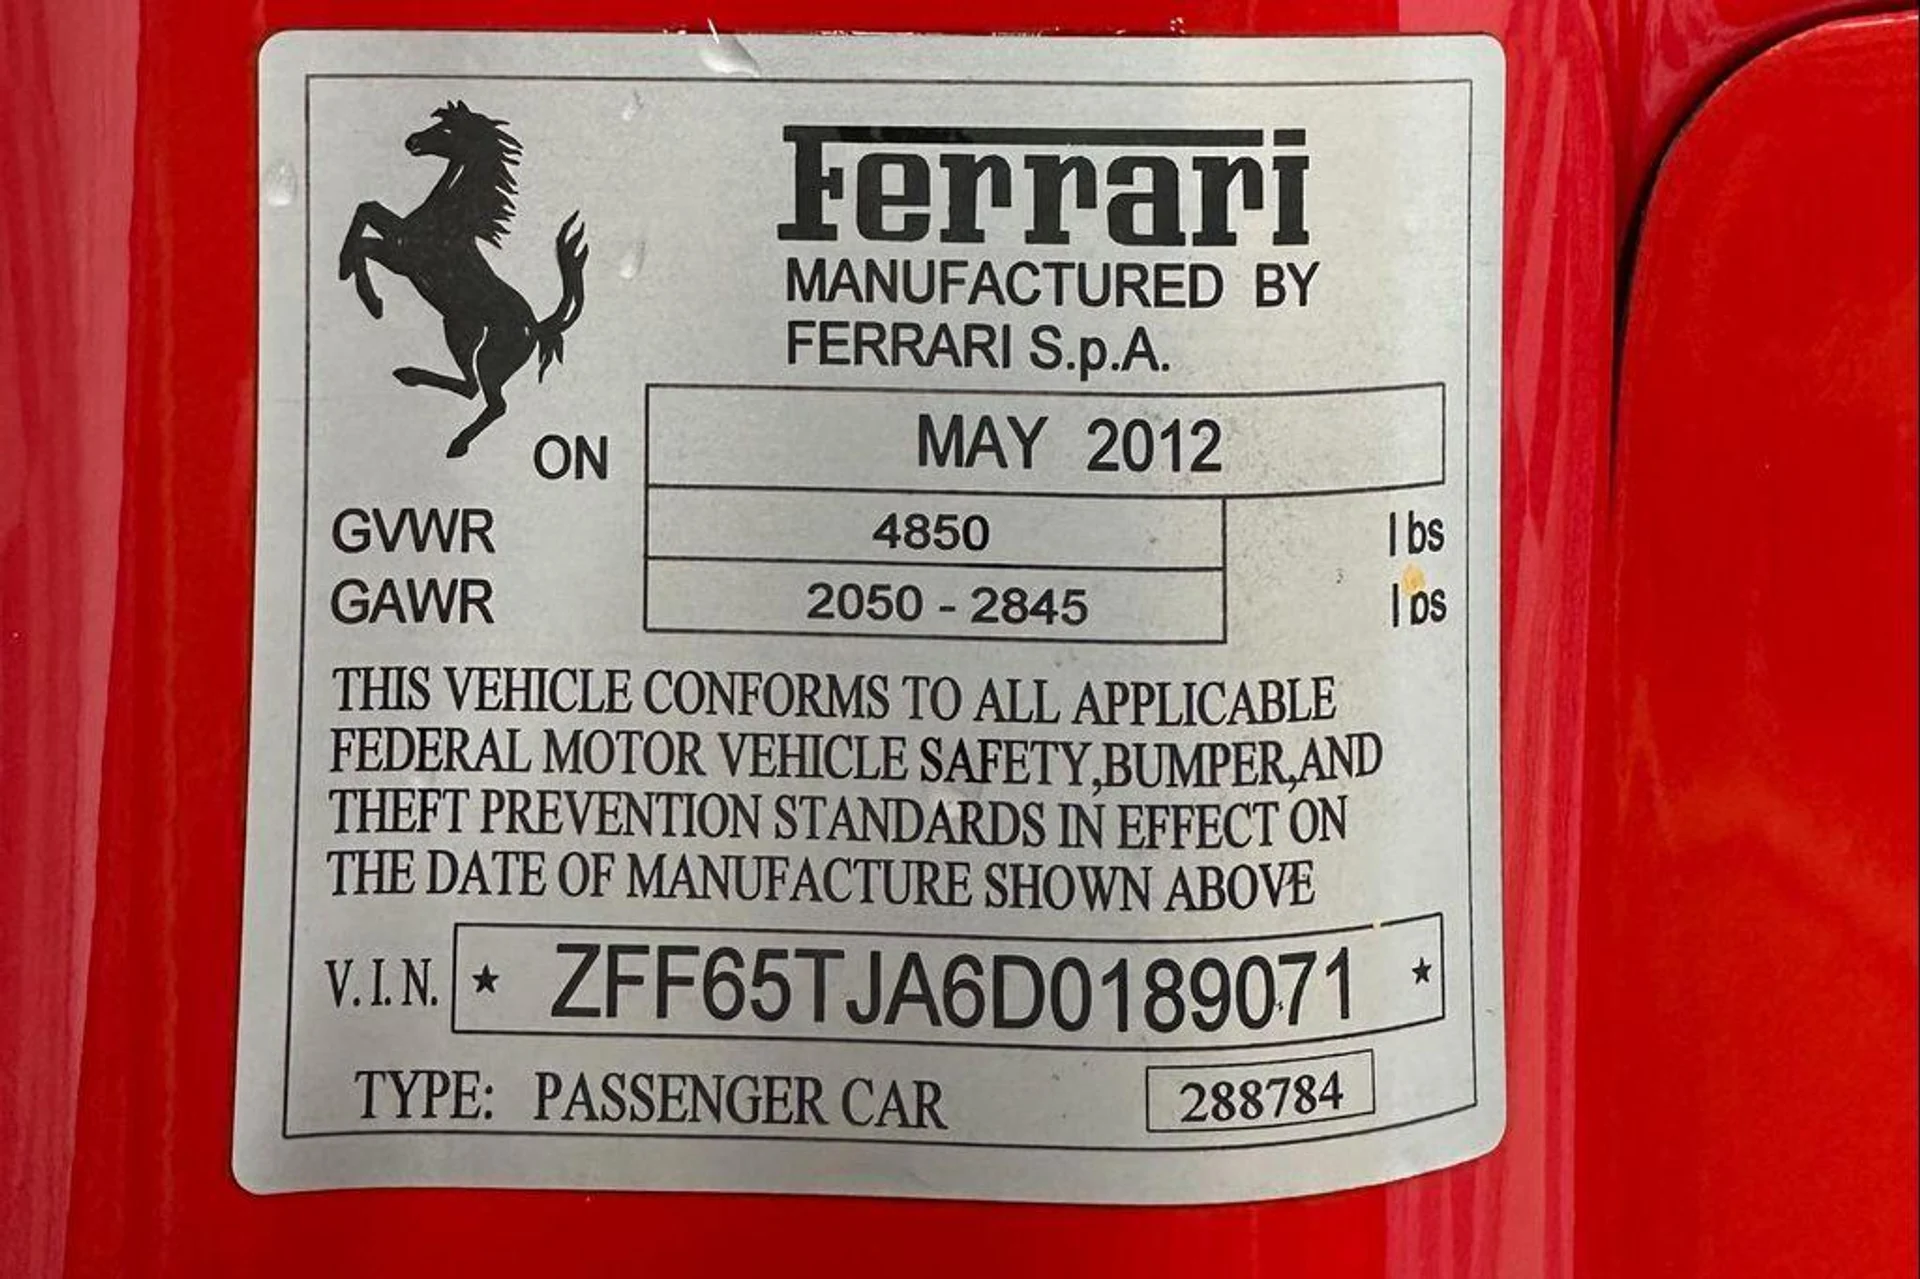 Ferrari
MANUFACTURED BY
FERRARI S.p.A.
ON MAY 2012
GVWR 4850 lbs
GAWR 2050 - 2845 lbs
THIS VEHICLE CONFORMS TO ALL APPLICABLE
FEDERAL MOTOR VEHICLE SAFETY,BUMPER,AND
THEFT PREVENTION STANDARDS IN EFFECT ON
THE DATE OF MANUFACTURE SHOWN ABOVE
V.I.N. ★ ZFF65TJA6D0189071 ★
TYPE: PASSENGER CAR 288784